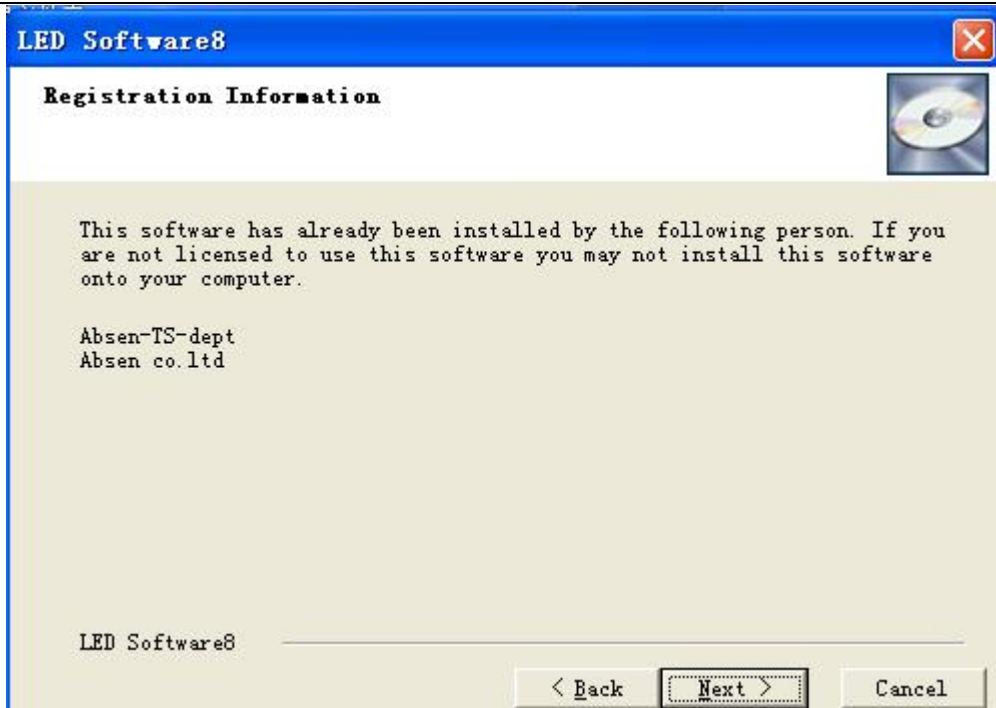 LED Software8
Registration Information
This software has already been installed by the following person. If you
are not licensed to use this software you may not install this software
onto your computer.
Absen-TS-dept
Absen co.ltd
LED Software8
< Back
Next >
Cancel